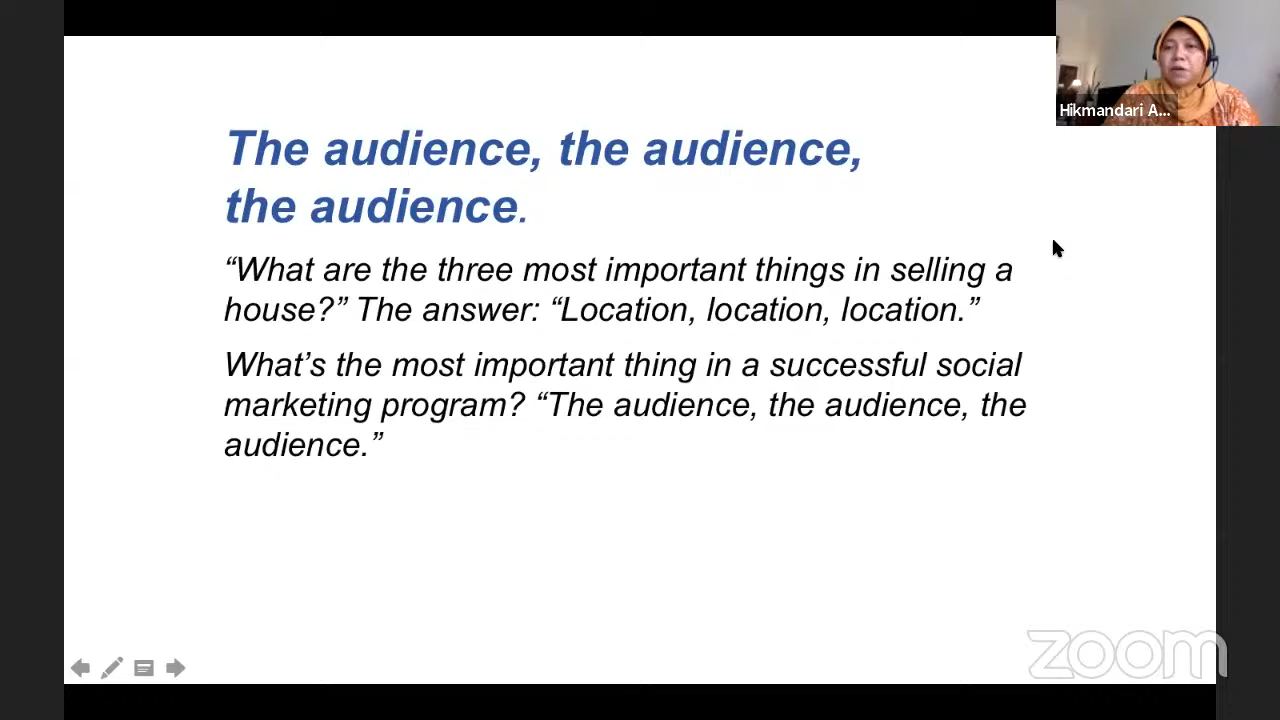 Hikmandari A...
The audience, the audience,
the audience.
“What are the three most important things in selling a
house?” The answer: “Location, location, location.”
What’s the most important thing in a successful social
marketing program? “The audience, the audience, the
audience.”
zoom